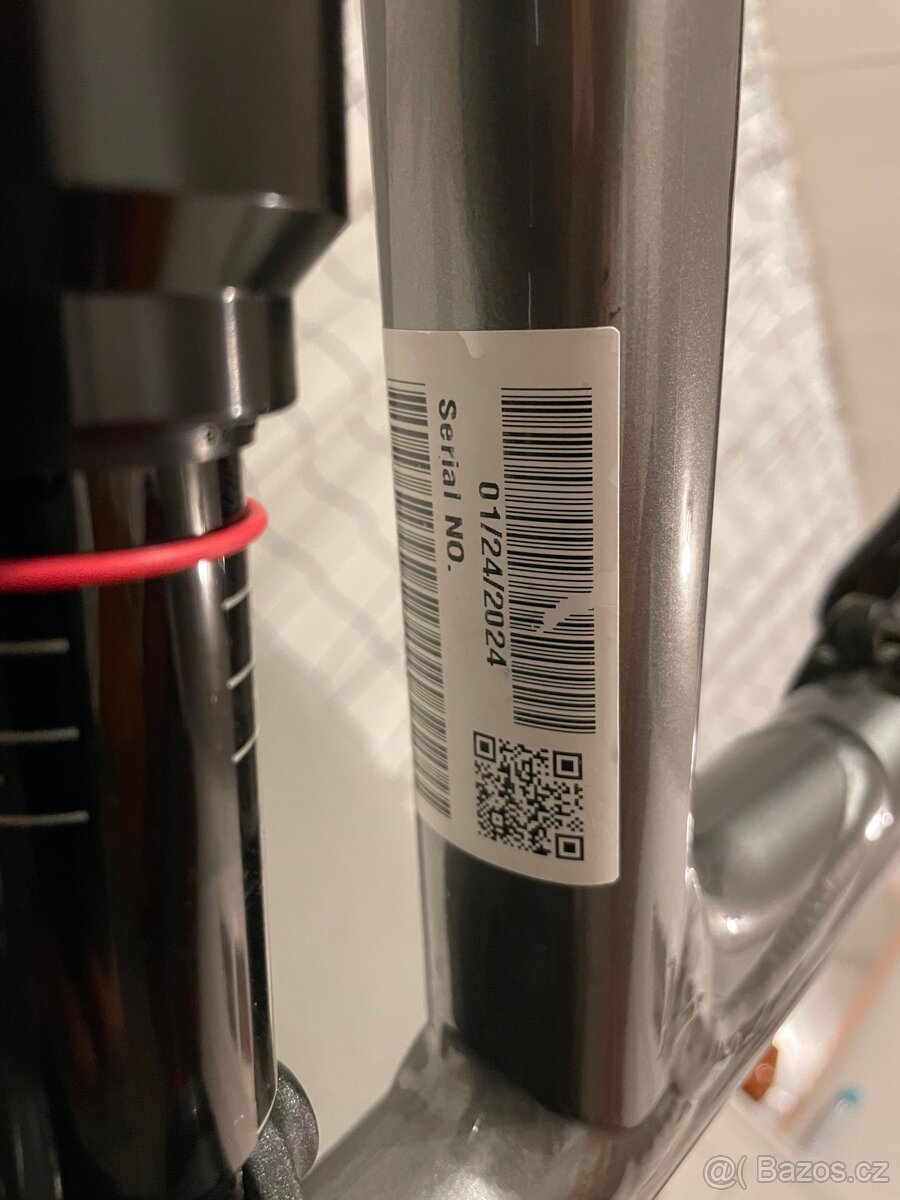 01/24/2024
Serial NO.
@( Bazos.cz